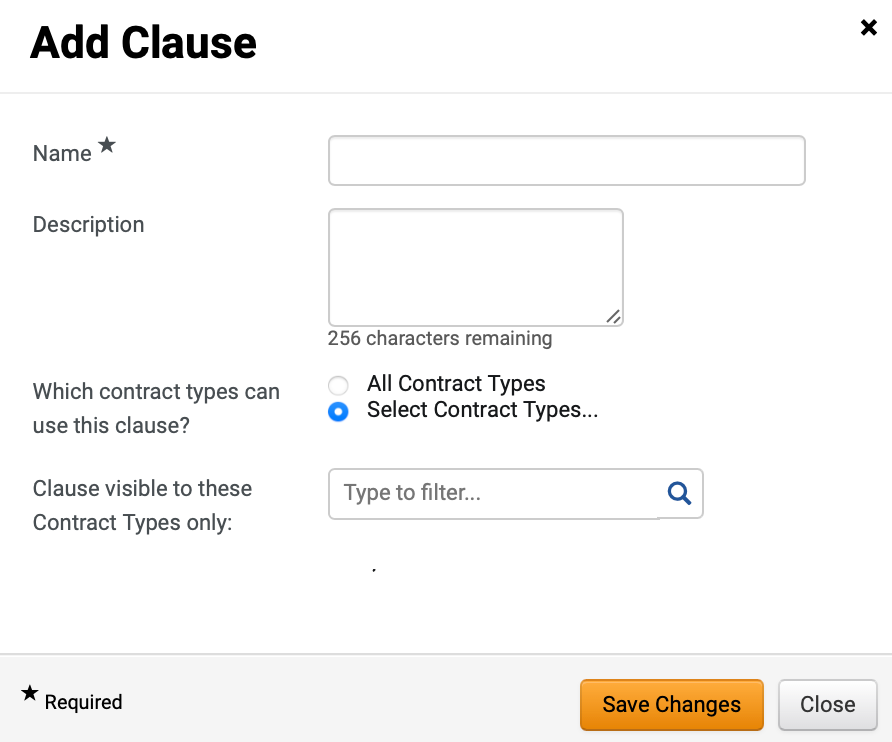 Add Clause
Name ★
Description
256 characters remaining
Which contract types can
use this clause?
All Contract Types
Select Contract Types...
Clause visible to these
Contract Types only:
Type to filter...
★ Required
Save Changes
Close